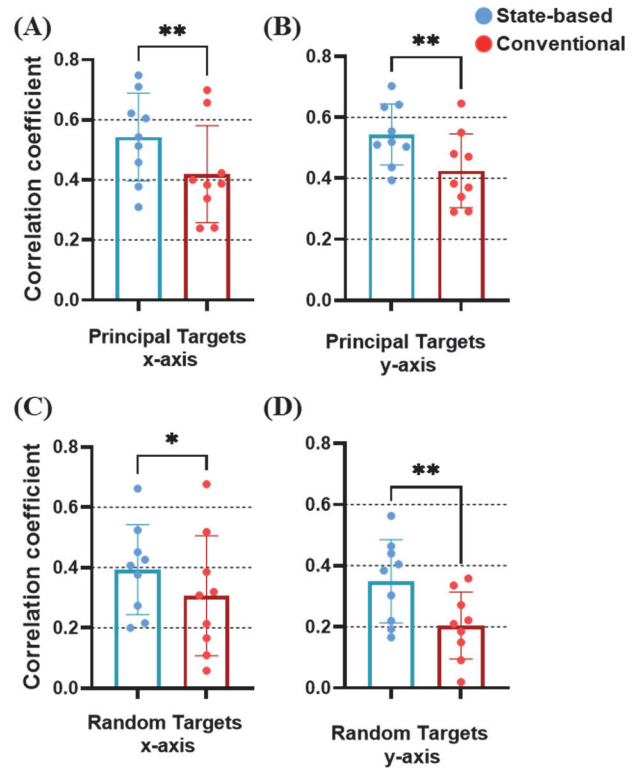 (A)
(B)
State-based
Conventional
**
**
Correlation coefficient
0.8
0.6
0.4
0.2
0.0
0.8
0.6
0.4
0.2
0.0
Principal Targets
x-axis
Principal Targets
y-axis
(C)
(D)
*
**
Correlation coefficient
0.8
0.6
0.4
0.2
0.0
0.8
0.6
0.4
0.2
0.0
Random Targets
x-axis
Random Targets
y-axis